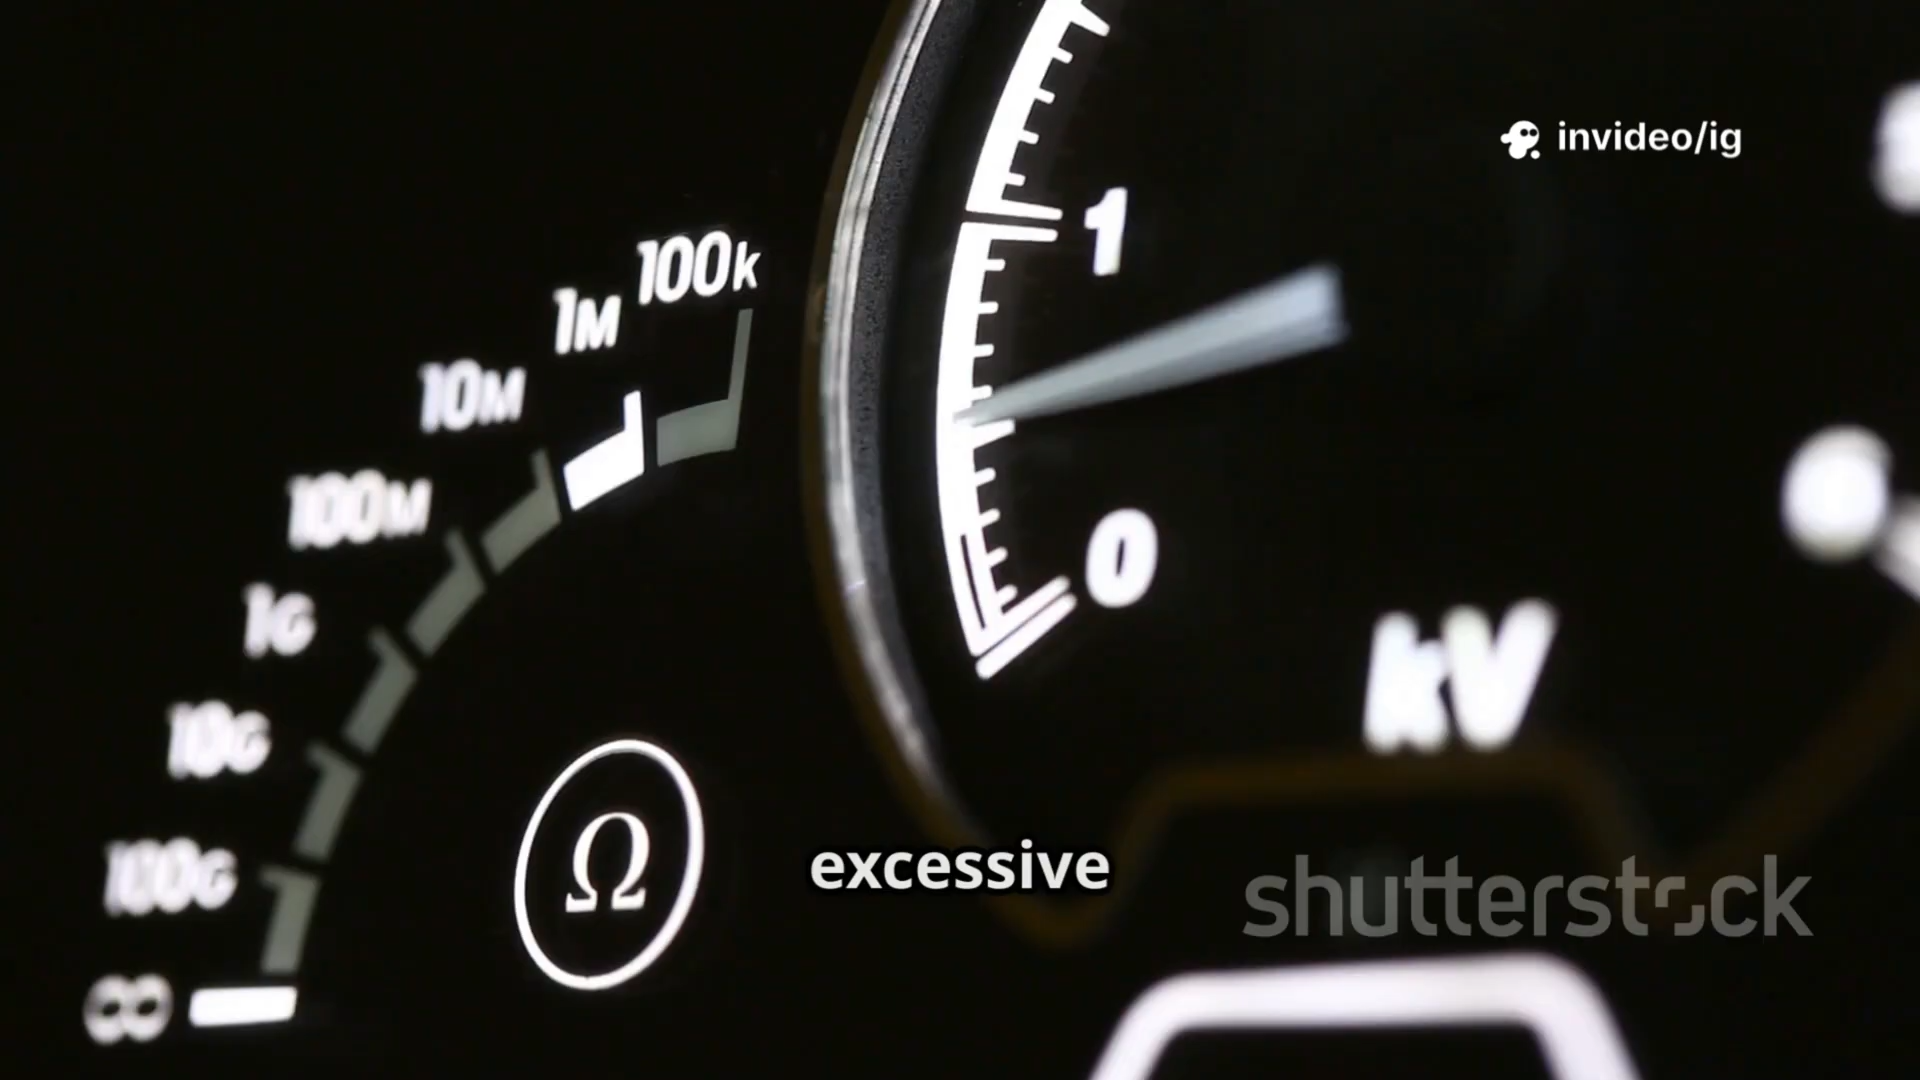 invideo/ig
1
100k
1M
10M
100M
1G
0
10G
kV
100G
Ω
excessive
shutterstock
∞